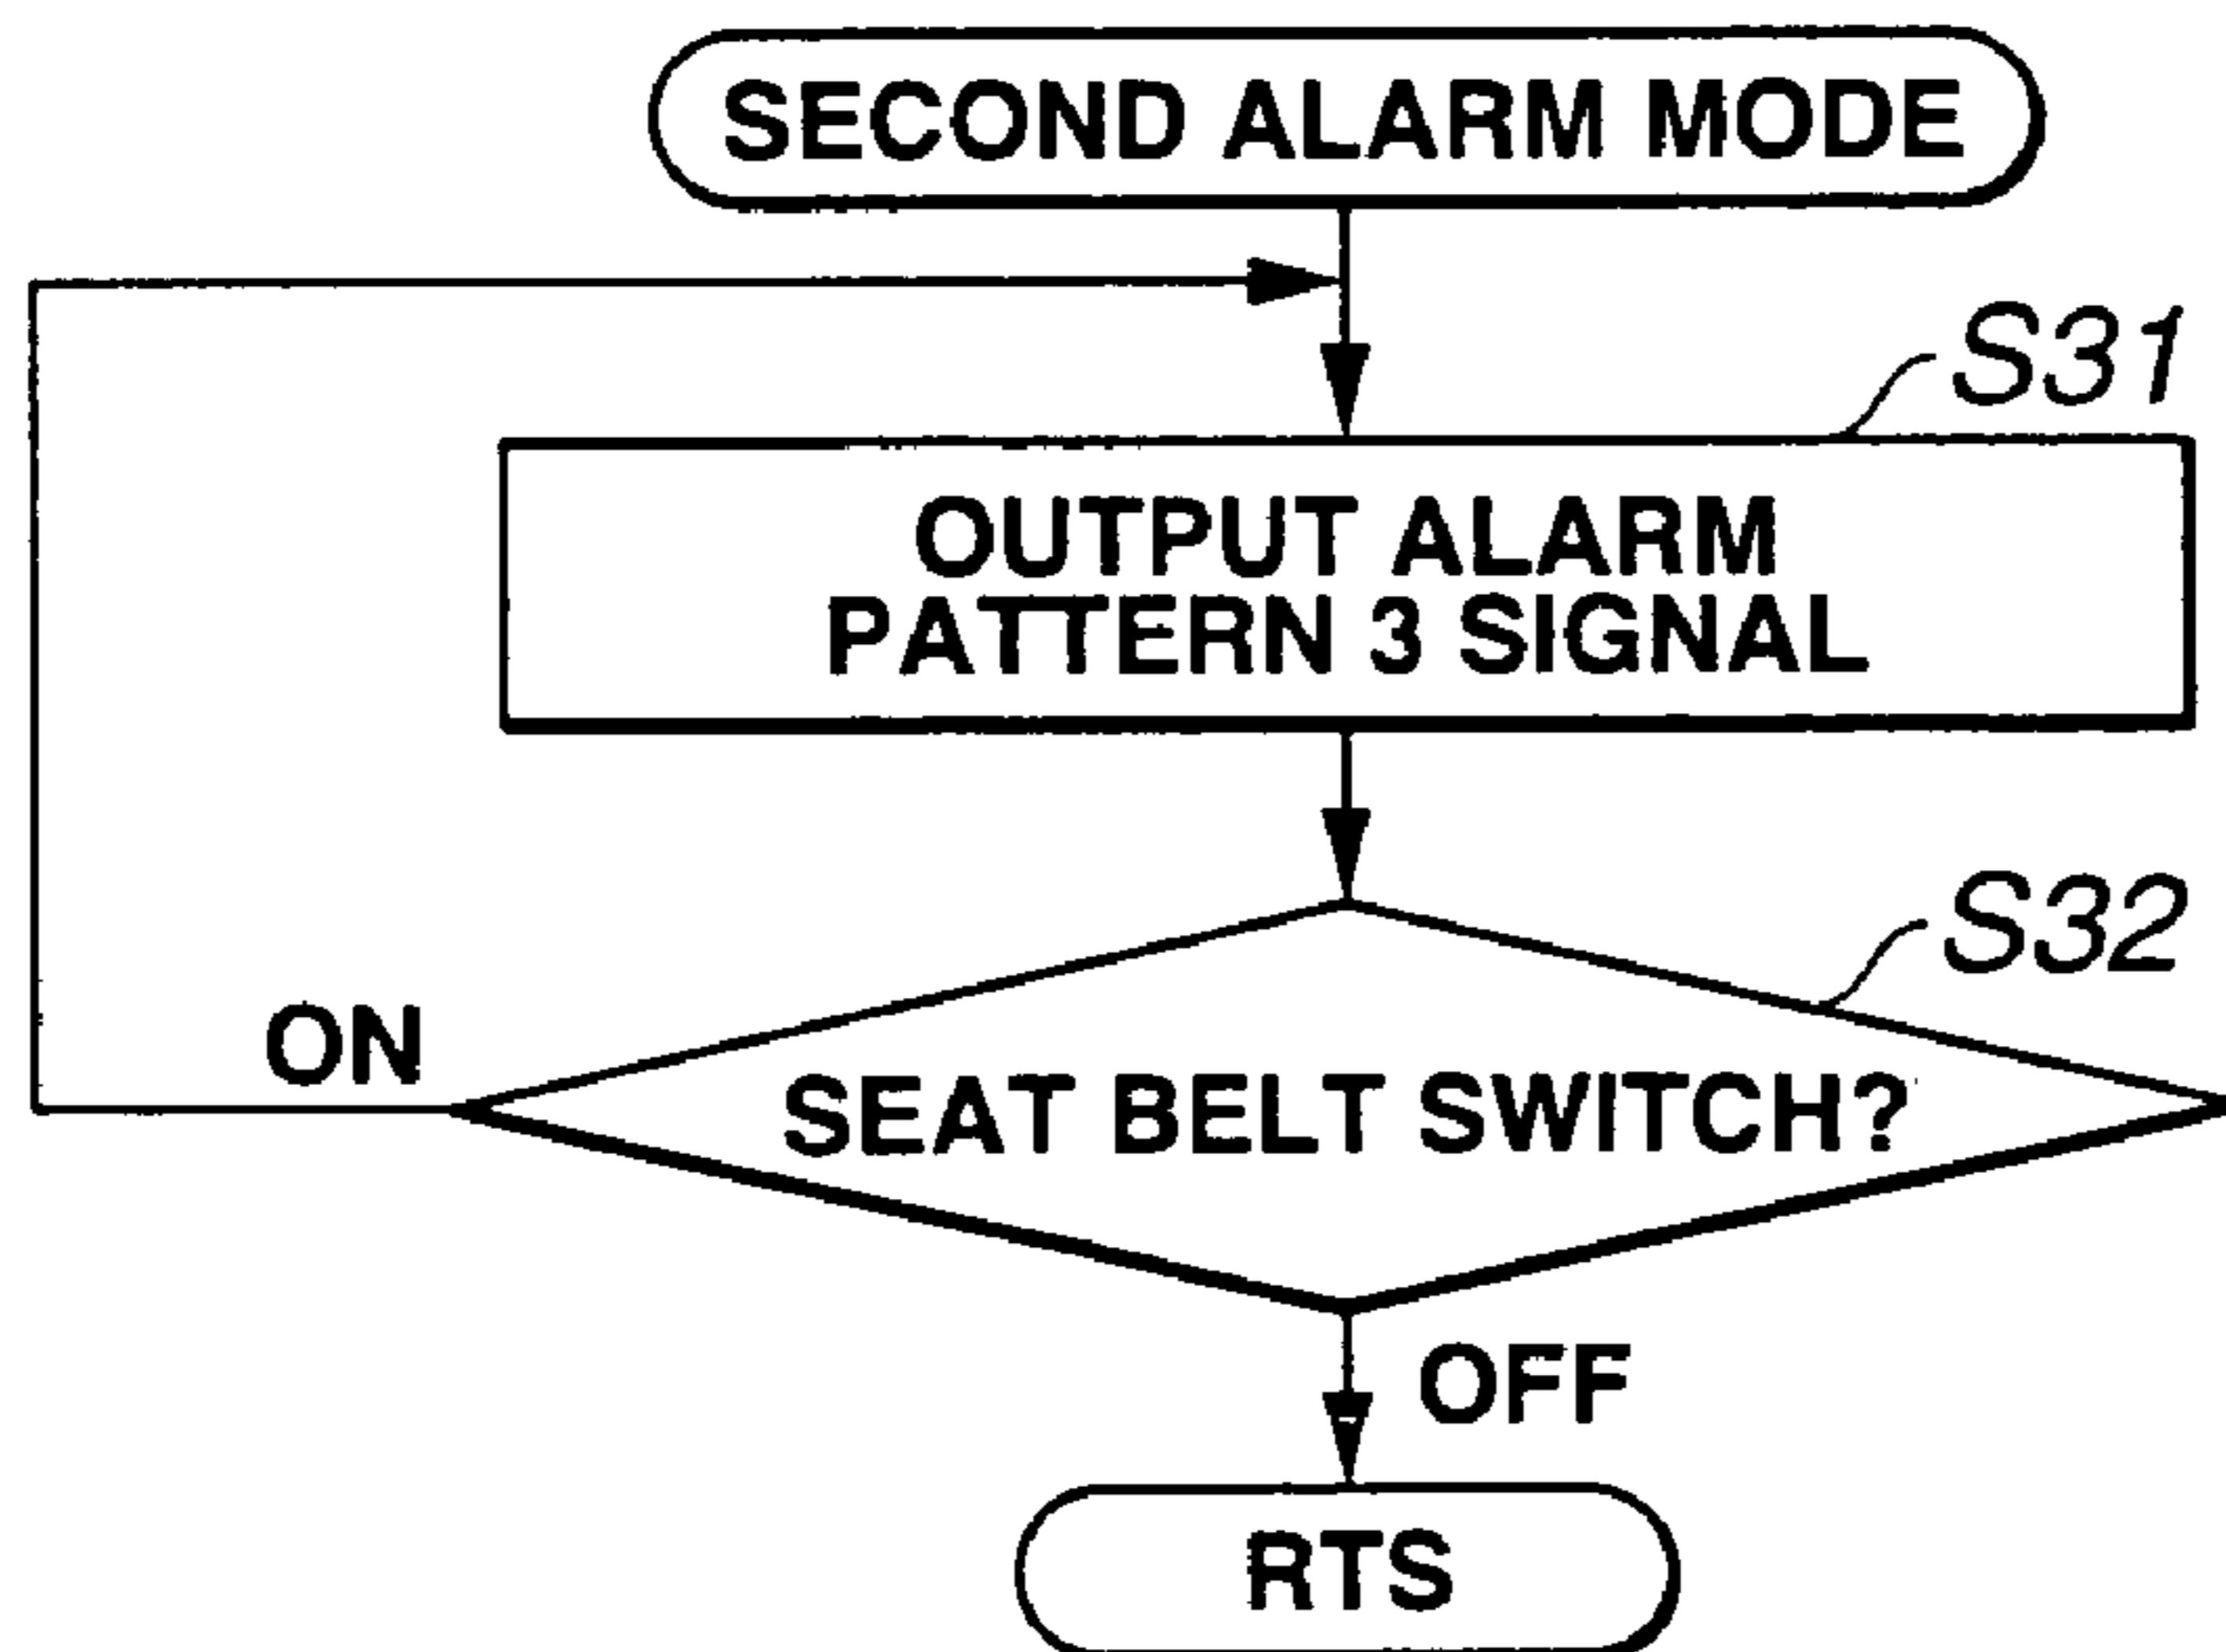 SECOND ALARM MODE
S31
OUTPUT ALARM
PATTERN 3 SIGNAL
S32
ON
SEAT BELT SWITCH?
OFF
RTS